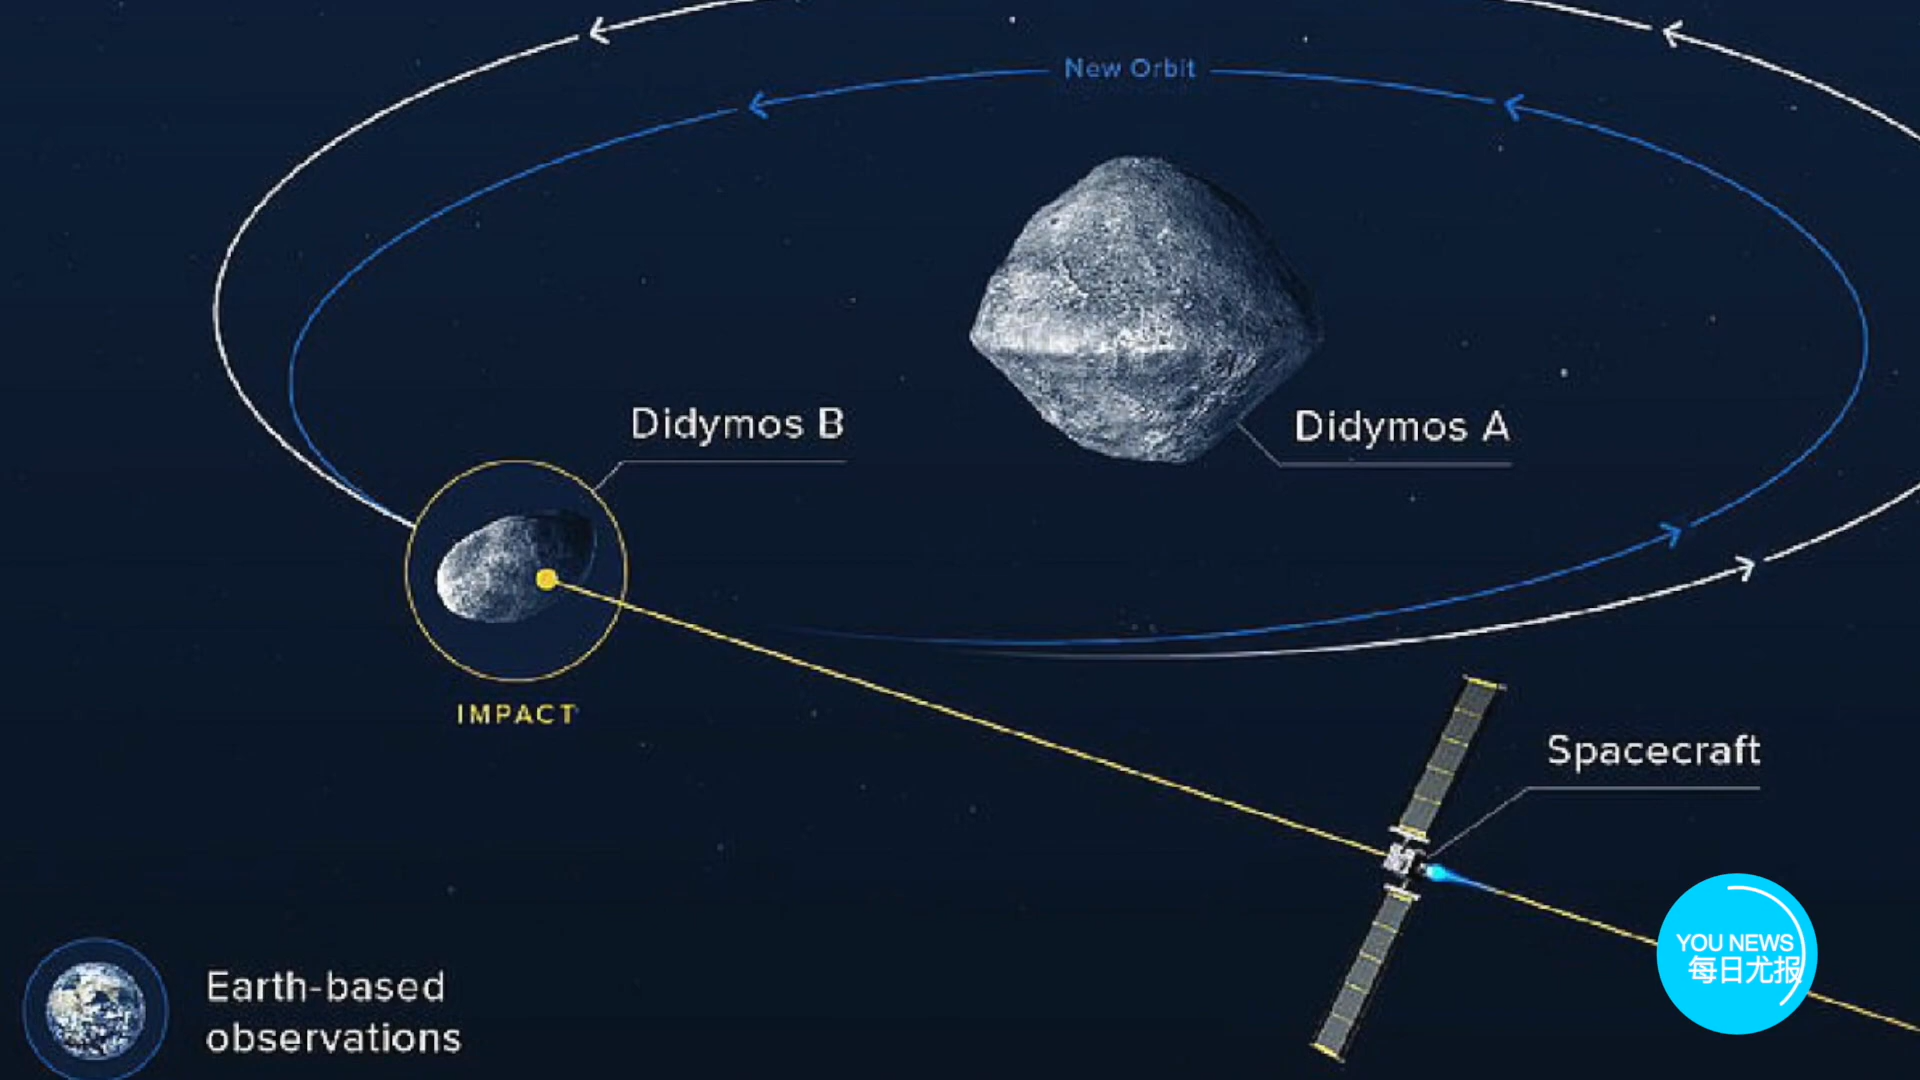 New Orbit
Didymos B
Didymos A
IMPACT
Spacecraft
YOU NEWS
每日尤报
Earth-based
observations